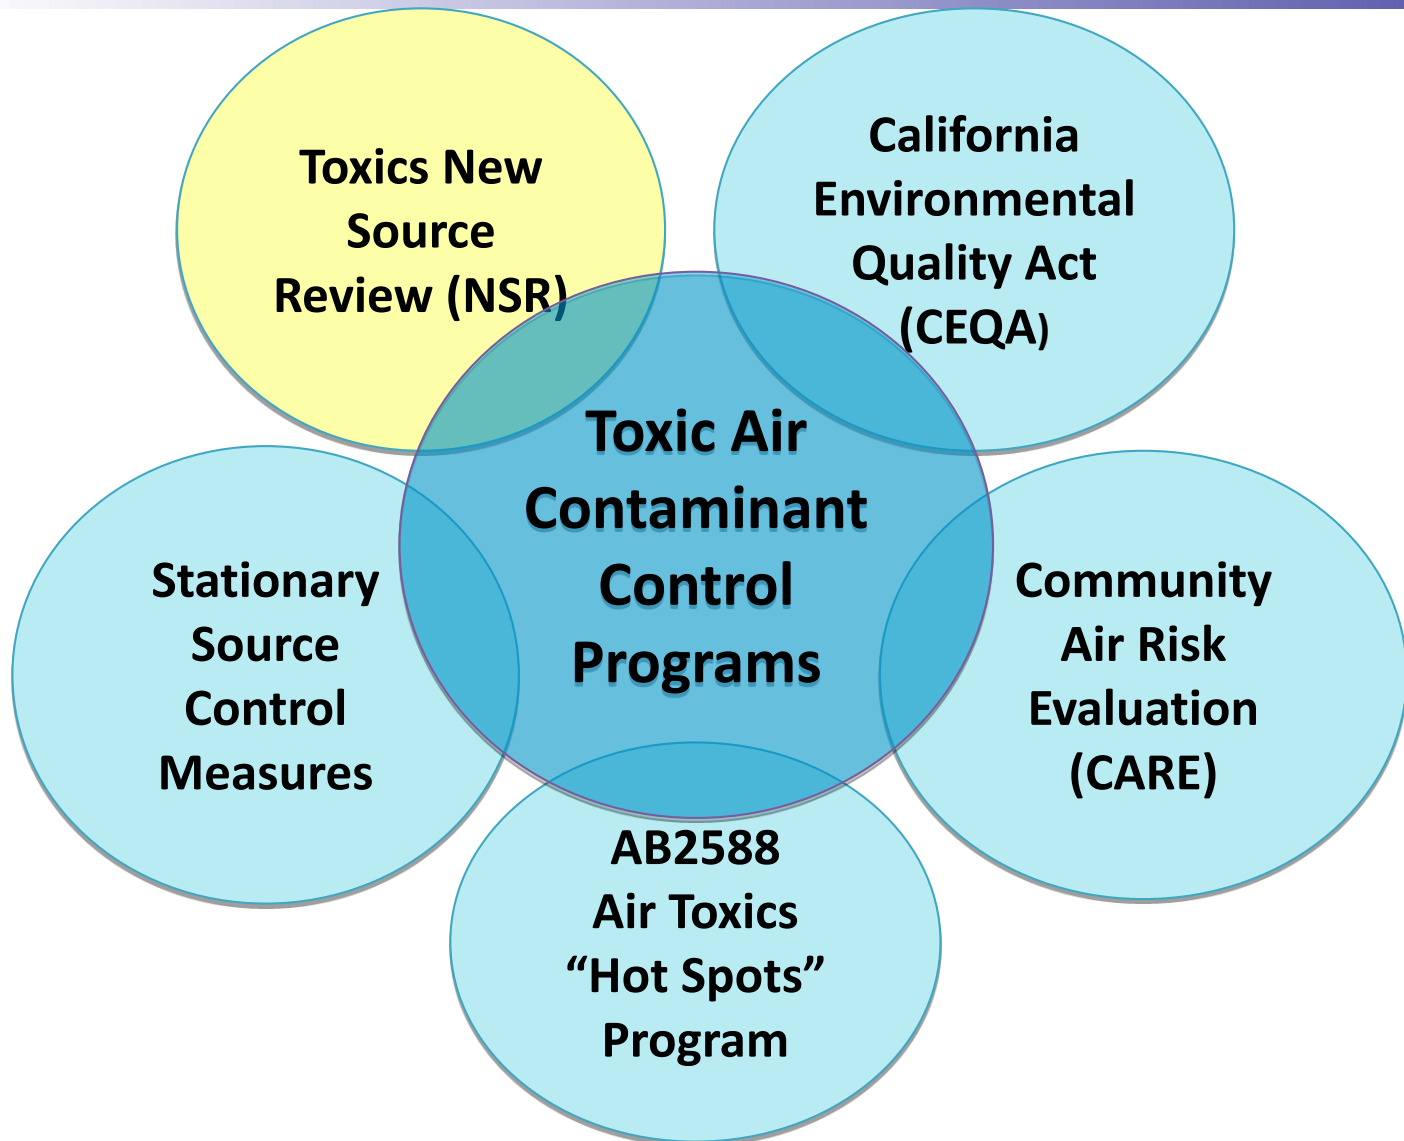 Toxics New
Source
Review (NSR)
California
Environmental
Quality Act
(CEQA)
Toxic Air
Contaminant
Control
Programs
Stationary
Source
Control
Measures
Community
Air Risk
Evaluation
(CARE)
AB2588
Air Toxics
“Hot Spots”
Program